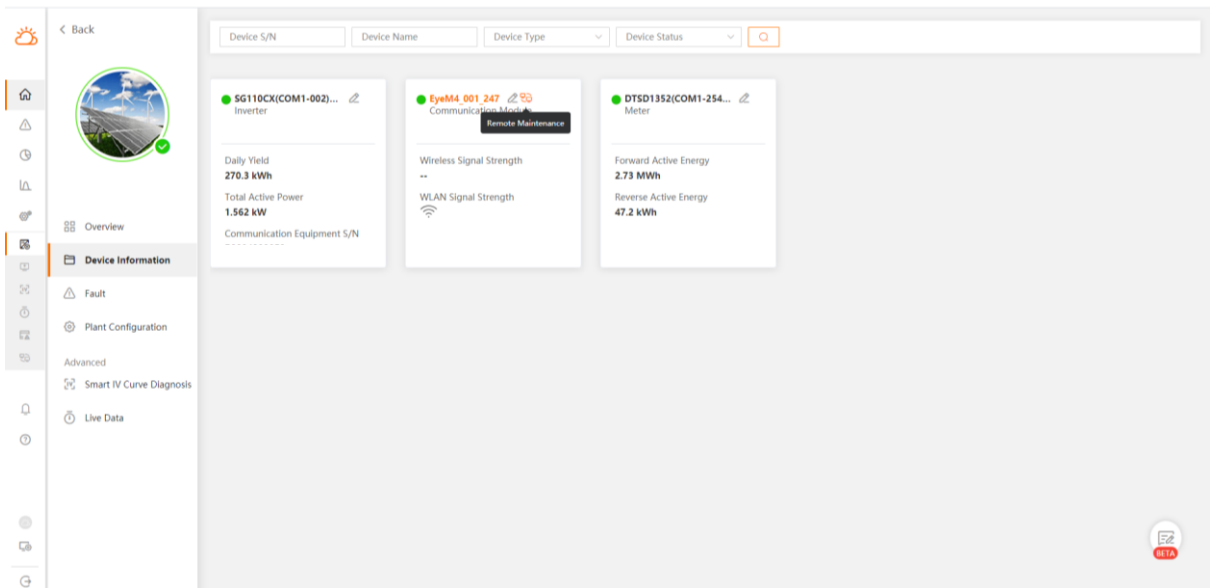 Back
Device S/N
Device Name
Device Type
Device Status
SG110CX(COM1-002)...
Inverter
Daily Yield
270.3 kWh
Total Active Power
1.562 kW
Communication Equipment S/N
EyeM4_001_247
Communication Module
Remote Maintenance
Wireless Signal Strength
--
WLAN Signal Strength
DTSD1352(COM1-254...
Meter
Forward Active Energy
2.73 MWh
Reverse Active Energy
47.2 kWh
Overview
Device Information
Fault
Plant Configuration
Advanced
Smart IV Curve Diagnosis
Live Data
BETA